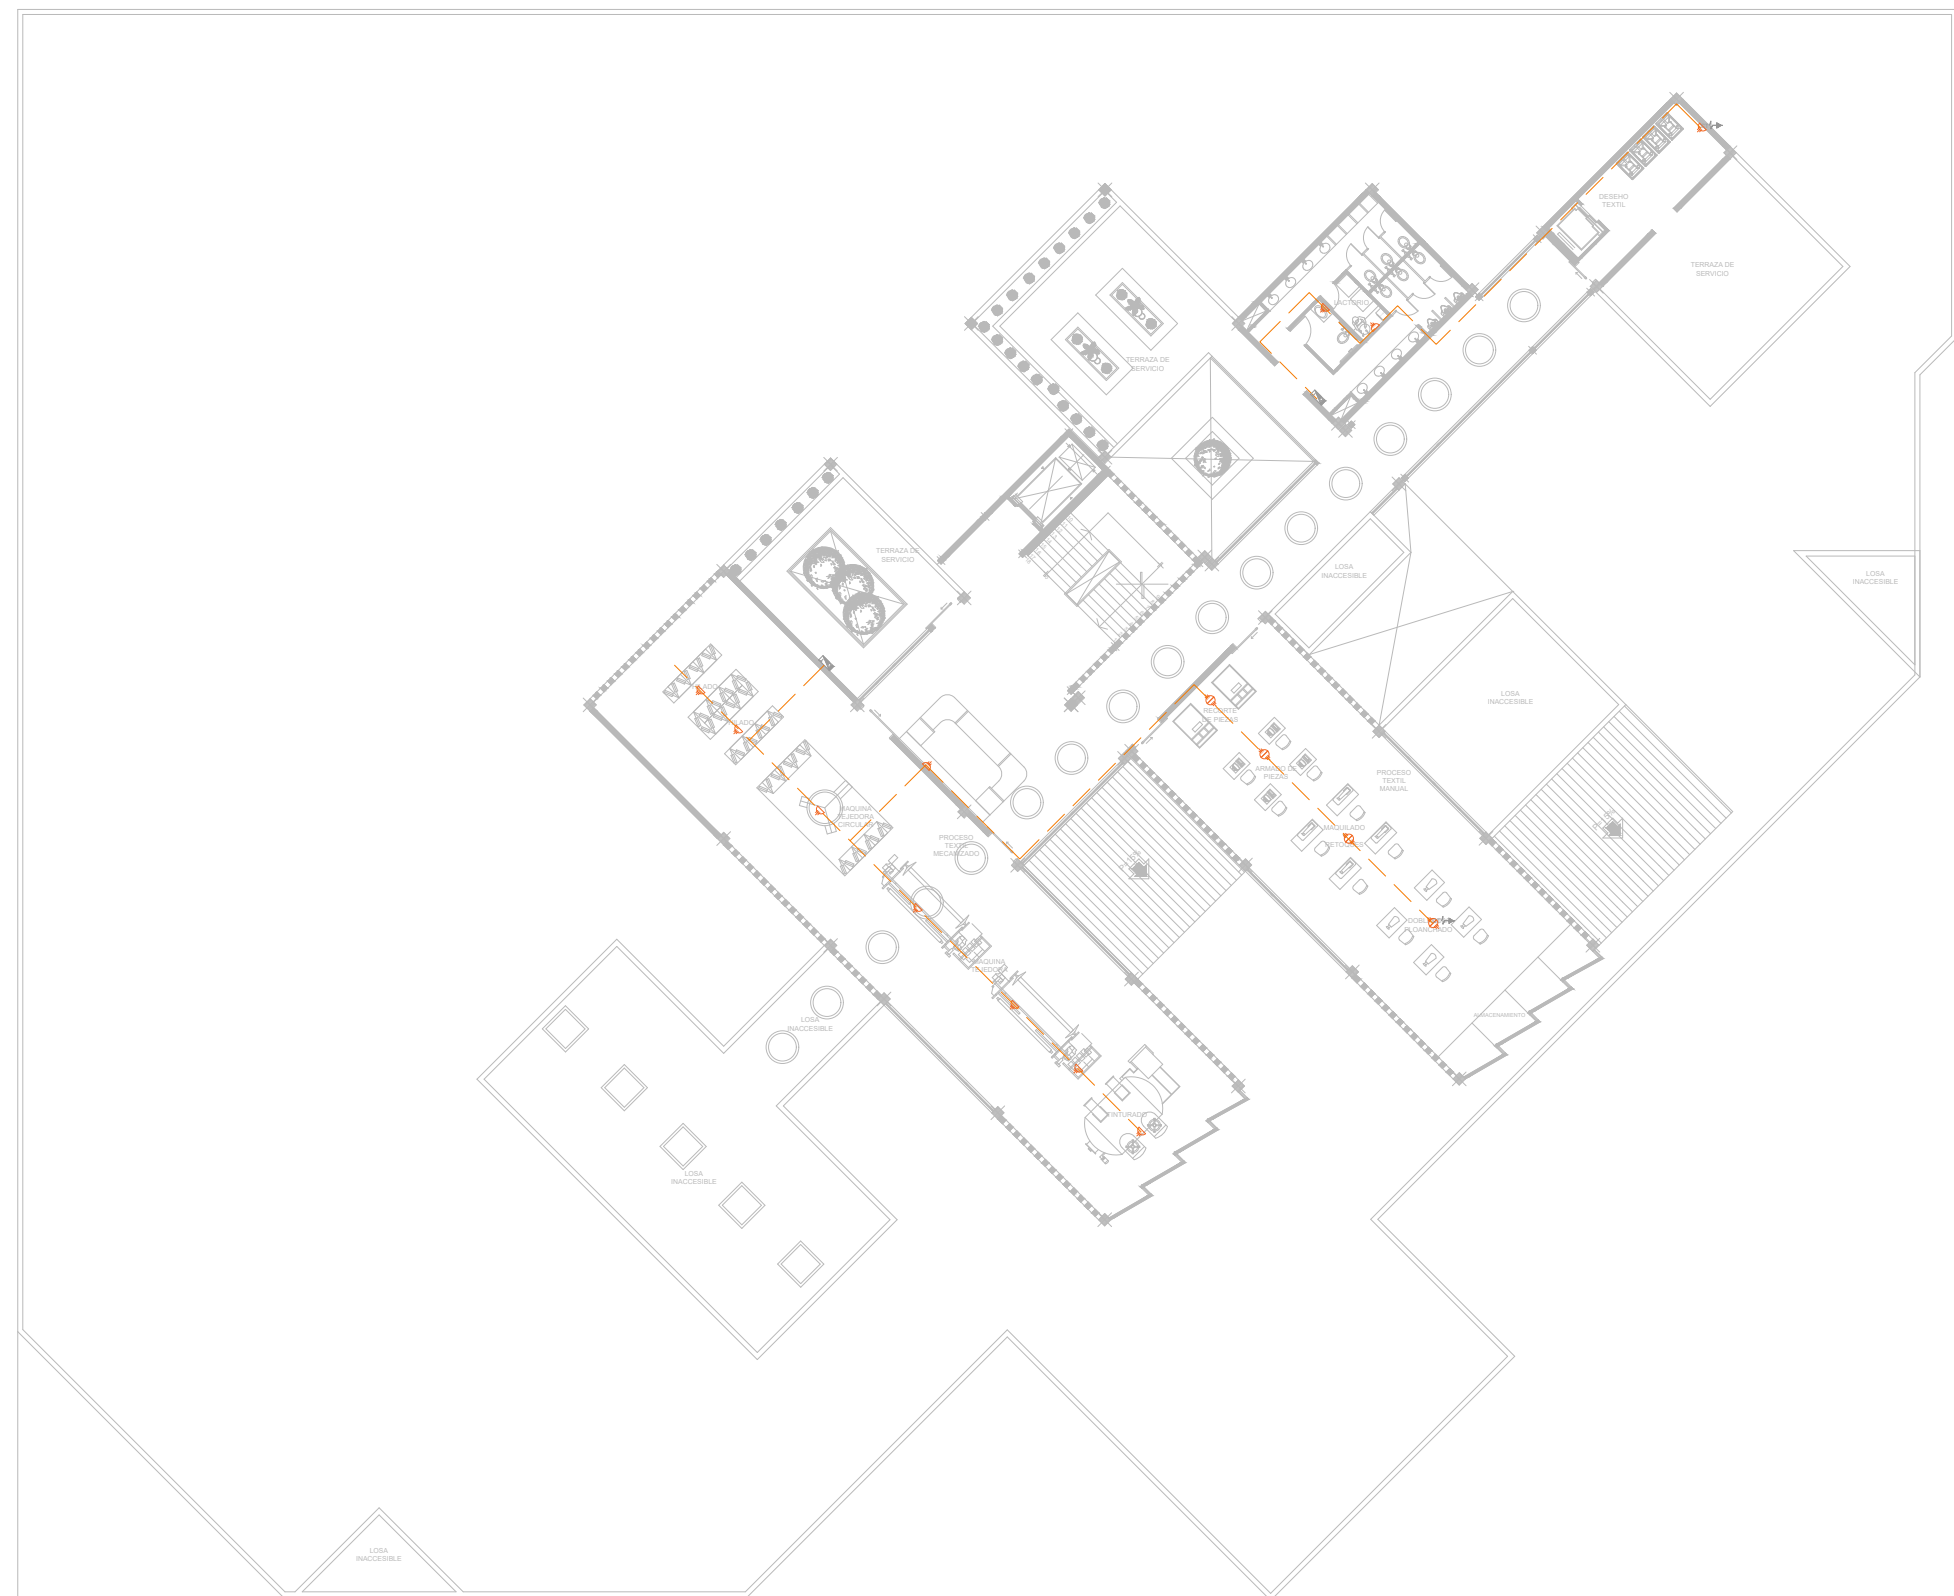 DESEHO
TEXTIL
TERRAZA DE
SERVICIO
LACTORIO
TERRAZA DE
SERVICIO
TERRAZA DE
SERVICIO
LOSA
INACCESIBLE
LOSA
INACCESIBLE
LOSA
INACCESIBLE
RECORTE
DE PIEZAS
ARMADO DE
PIEZAS
PROCESO
TEXTIL
MANUAL
MAQUILADO
RETOQUES
MAQUINA
TEJEDORA
CIRCULAR
PROCESO
TEXTIL
MECANIZADO
MAQUINA
TEJEDORA
ALMACENAMIENTO
LOSA
INACCESIBLE
TINTURADO
LOSA
INACCESIBLE
LOSA
INACCESIBLE